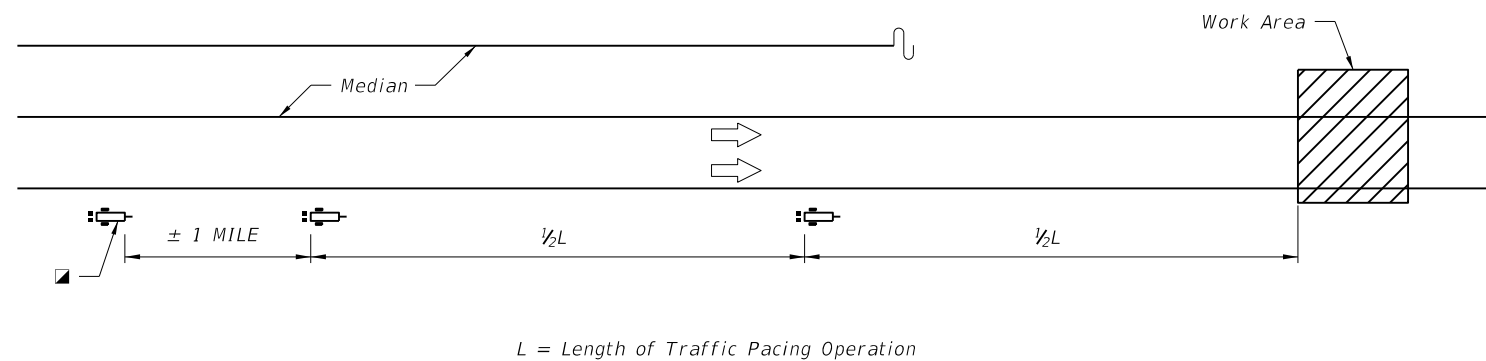 Work Area
Median
± 1 MILE
½L
½L
L = Length of Traffic Pacing Operation